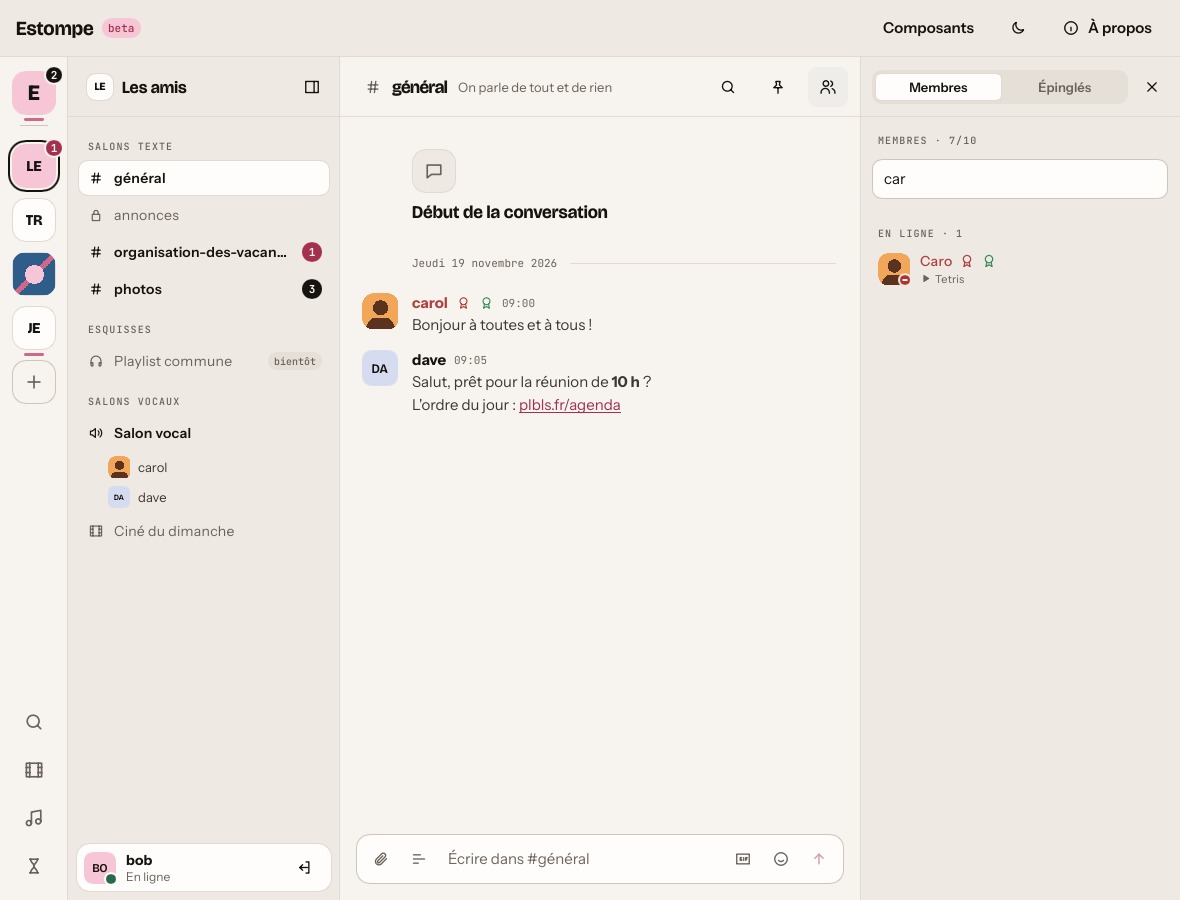 Estompe beta
Composants
À propos
E 2
LE 1
TR
JE
LE Les amis
SALONS TEXTE
# général
annonces
# organisation-des-vacan... 1
# photos 3
ESQUISSES
Playlist commune bientôt
SALONS VOCAUX
Salon vocal
carol
DA dave
Ciné du dimanche
BO bob
En ligne
# général On parle de tout et de rien
Début de la conversation
Jeudi 19 novembre 2026
carol 09:00
Bonjour à toutes et à tous !
DA dave 09:05
Salut, prêt pour la réunion de 10 h ?
L'ordre du jour : plbls.fr/agenda
Écrire dans #général
GIF
Membres Épinglés
MEMBRES · 7/10
car
EN LIGNE · 1
Caro
Tetris